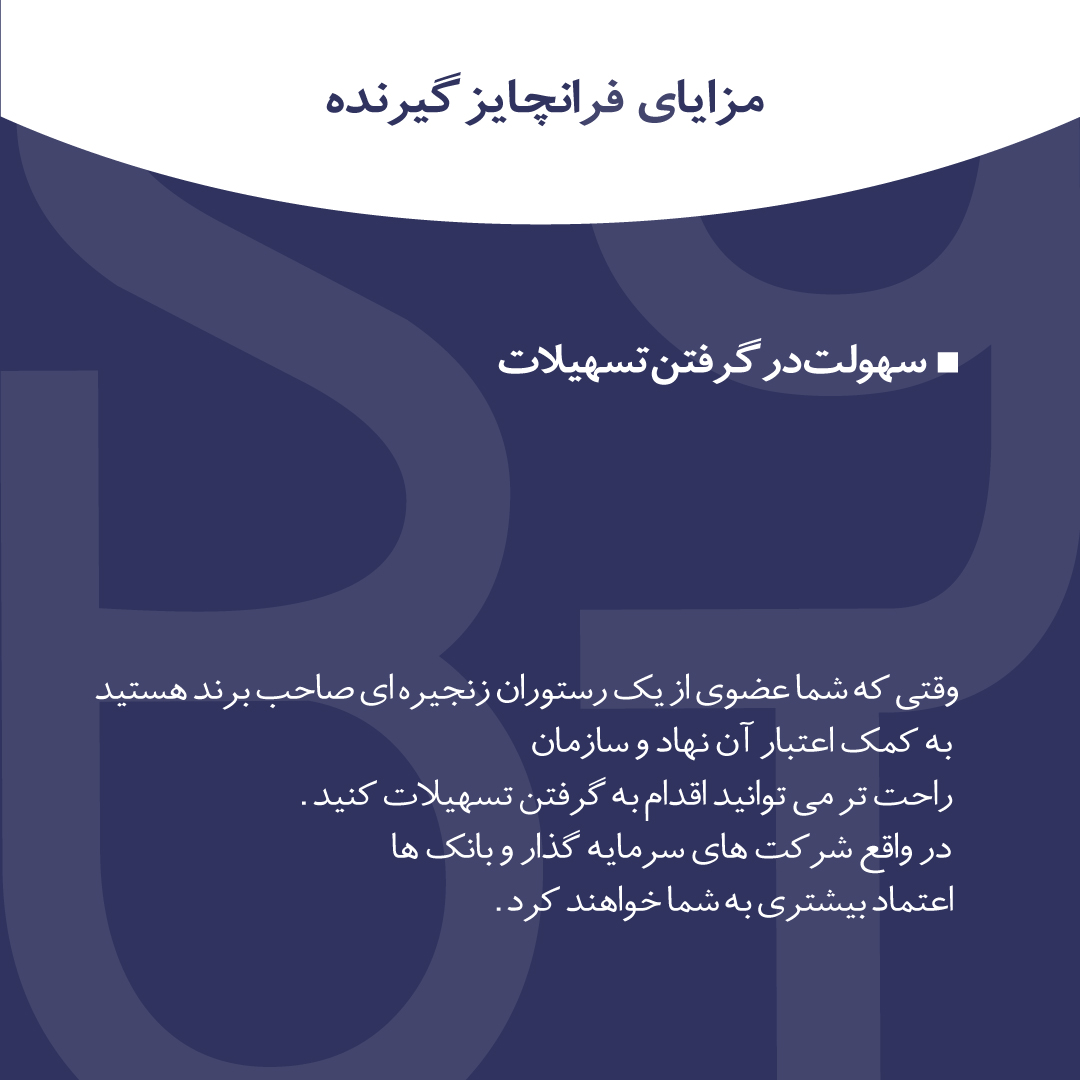 مزایای فرانچایز گیرنده
■ سهولت در گرفتن تسهیلات
وقتی که شما عضوی از یک رستوران زنجیره ای صاحب برند هستید
به کمک اعتبار آن نهاد و سازمان
راحت تر می توانید اقدام به گرفتن تسهیلات کنید .
در واقع شرکت های سرمایه گذار و بانک ها
اعتماد بیشتری به شما خواهند کرد .